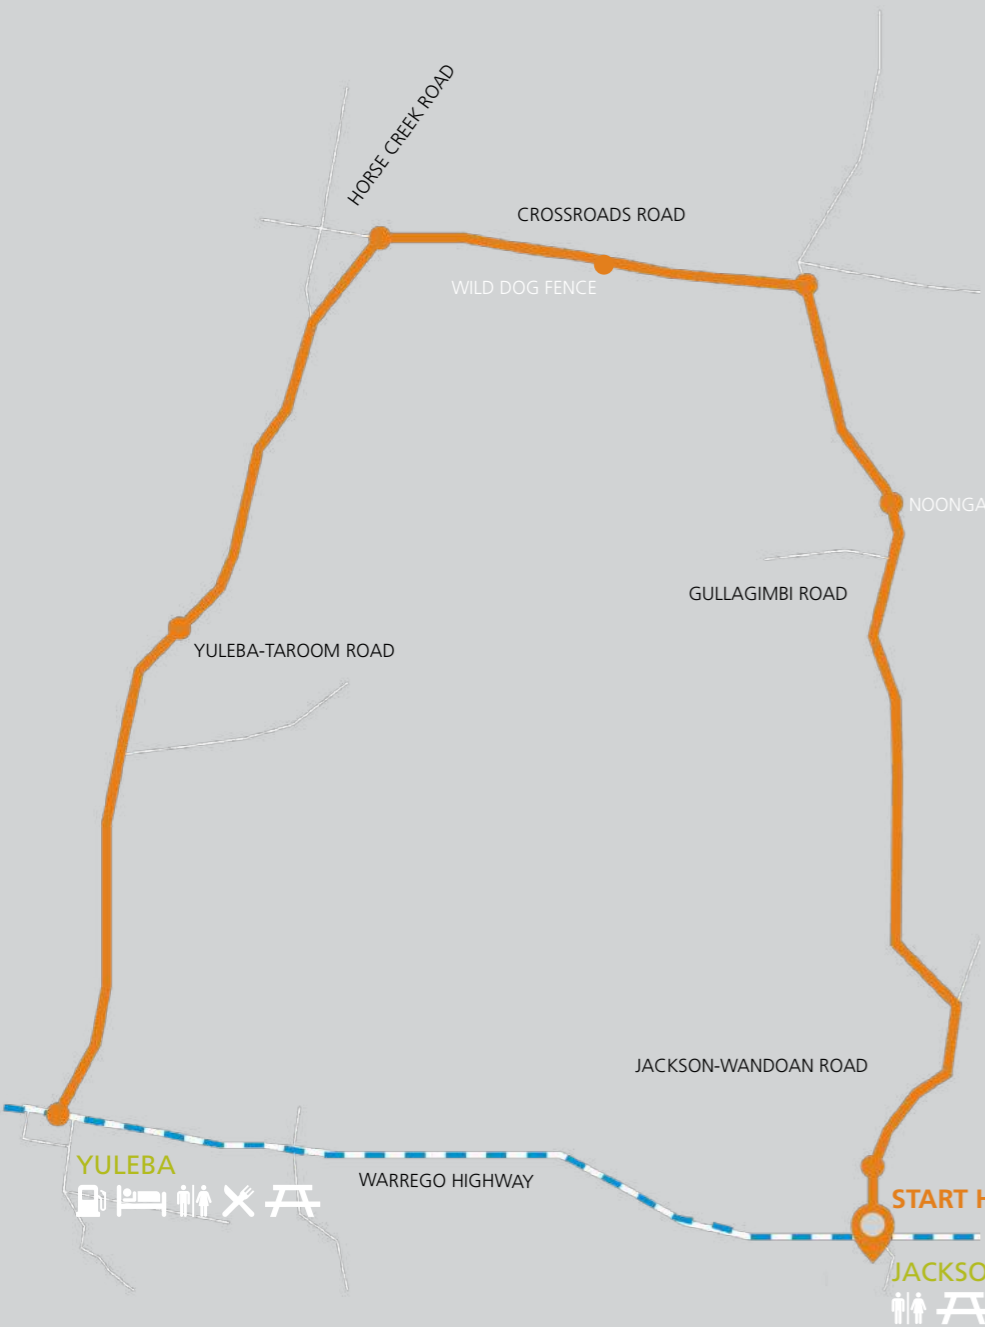 HORSE CREEK ROAD
CROSSROADS ROAD
WILD DOG FENCE
NOONGA
GULLAGIMBI ROAD
YULEBA-TAROOM ROAD
JACKSON-WANDOAN ROAD
YULEBA
WARREGO HIGHWAY
START H
JACKSO